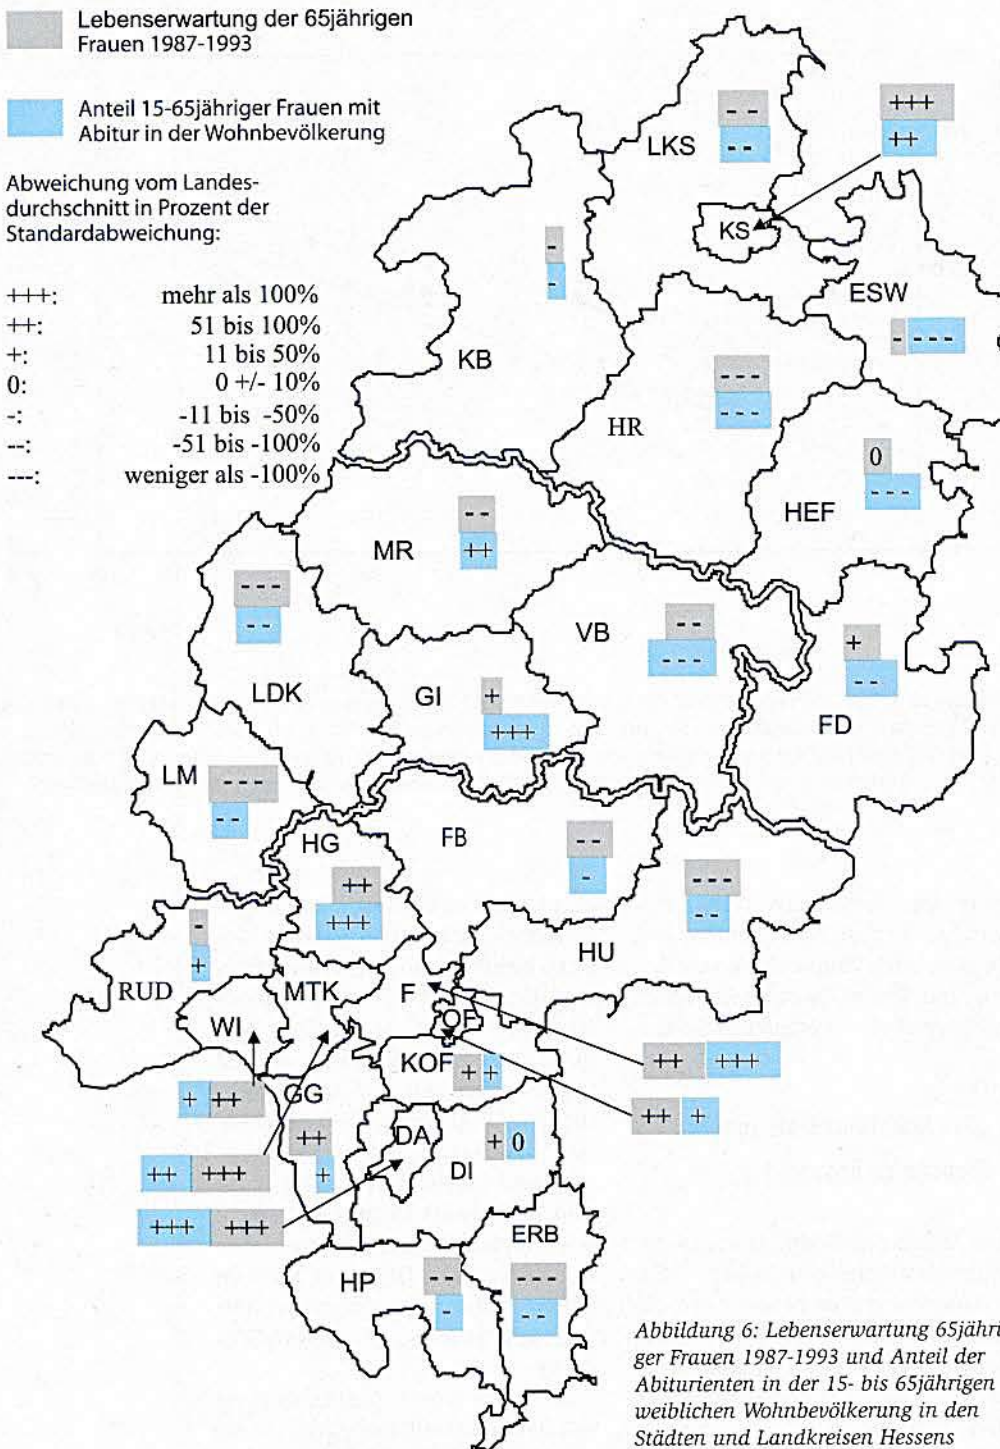 Lebenserwartung der 65jährigen
Frauen 1987-1993
Anteil 15-65jähriger Frauen mit
Abitur in der Wohnbevölkerung
Abweichung vom Landes-
durchschnitt in Prozent der
Standardabweichung:
+++: mehr als 100%
++: 51 bis 100%
+: 11 bis 50%
0: 0 +/- 10%
-: -11 bis -50%
--: -51 bis -100%
---: weniger als -100%
LKS
--
--
+++
++
KS
KB
-
-
ESW
- ---
HR
---
---
HEF
0
---
MR
--
++
LDK
---
--
VB
--
---
GI
+
+++
FD
+
--
LM
---
--
HG
++
+++
FB
--
-
HU
---
--
RUD
-
+
WI
MTK
F
OF
KOF
+ +
++ +++
++ +
+ ++
GG
++
+
++ +++
+++ +++
DA
DI
+ 0
ERB
---
--
HP
--
-
Abbildung 6: Lebenserwartung 65jähri-
ger Frauen 1987-1993 und Anteil der
Abiturienten in der 15- bis 65jährigen
weiblichen Wohnbevölkerung in den
Städten und Landkreisen Hessens